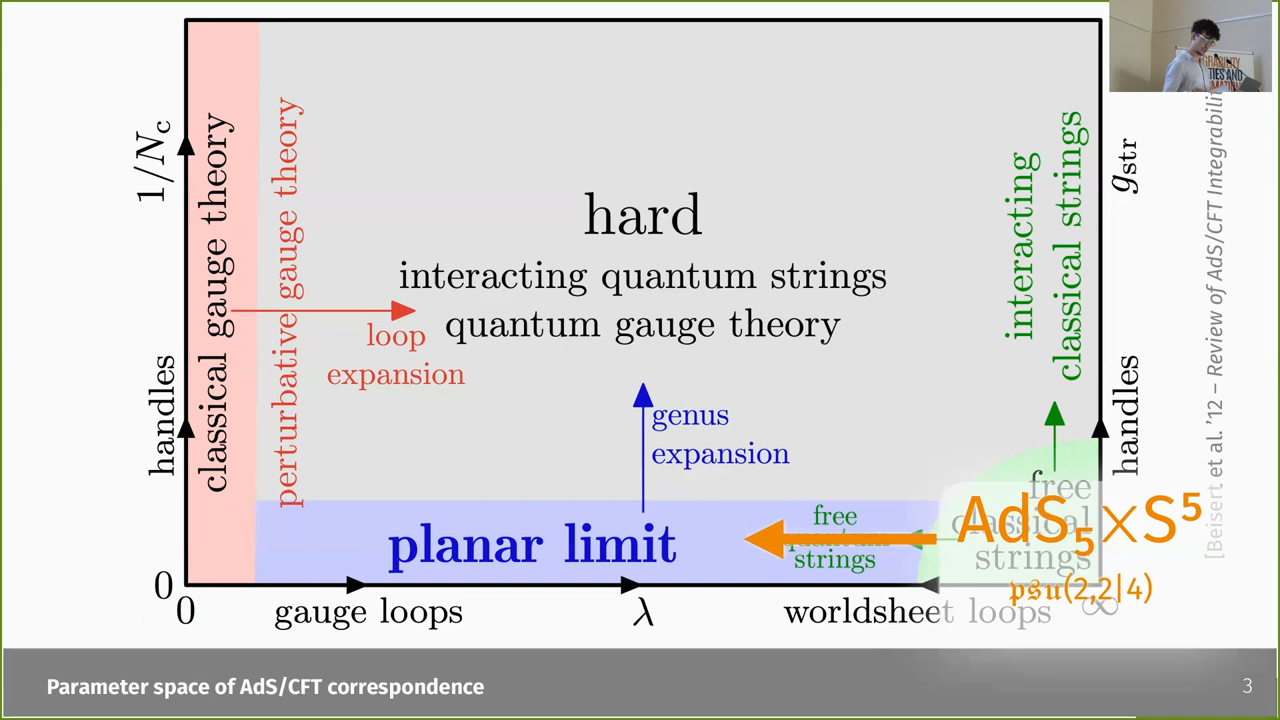 1/N_c
handles
classical gauge theory
perturbative gauge theory
hard
interacting quantum strings
quantum gauge theory
loop
expansion
genus
expansion
interacting
classical strings
g_str
handles
[Beisert et al. '12 – Review of AdS/CFT Integrabili
planar limit
free
quantum
strings
free
classical
strings
AdS₅×S⁵
𝔭𝔰𝔲(2,2|4)
0
0
gauge loops
λ
worldsheet loops
∞
Parameter space of AdS/CFT correspondence
3